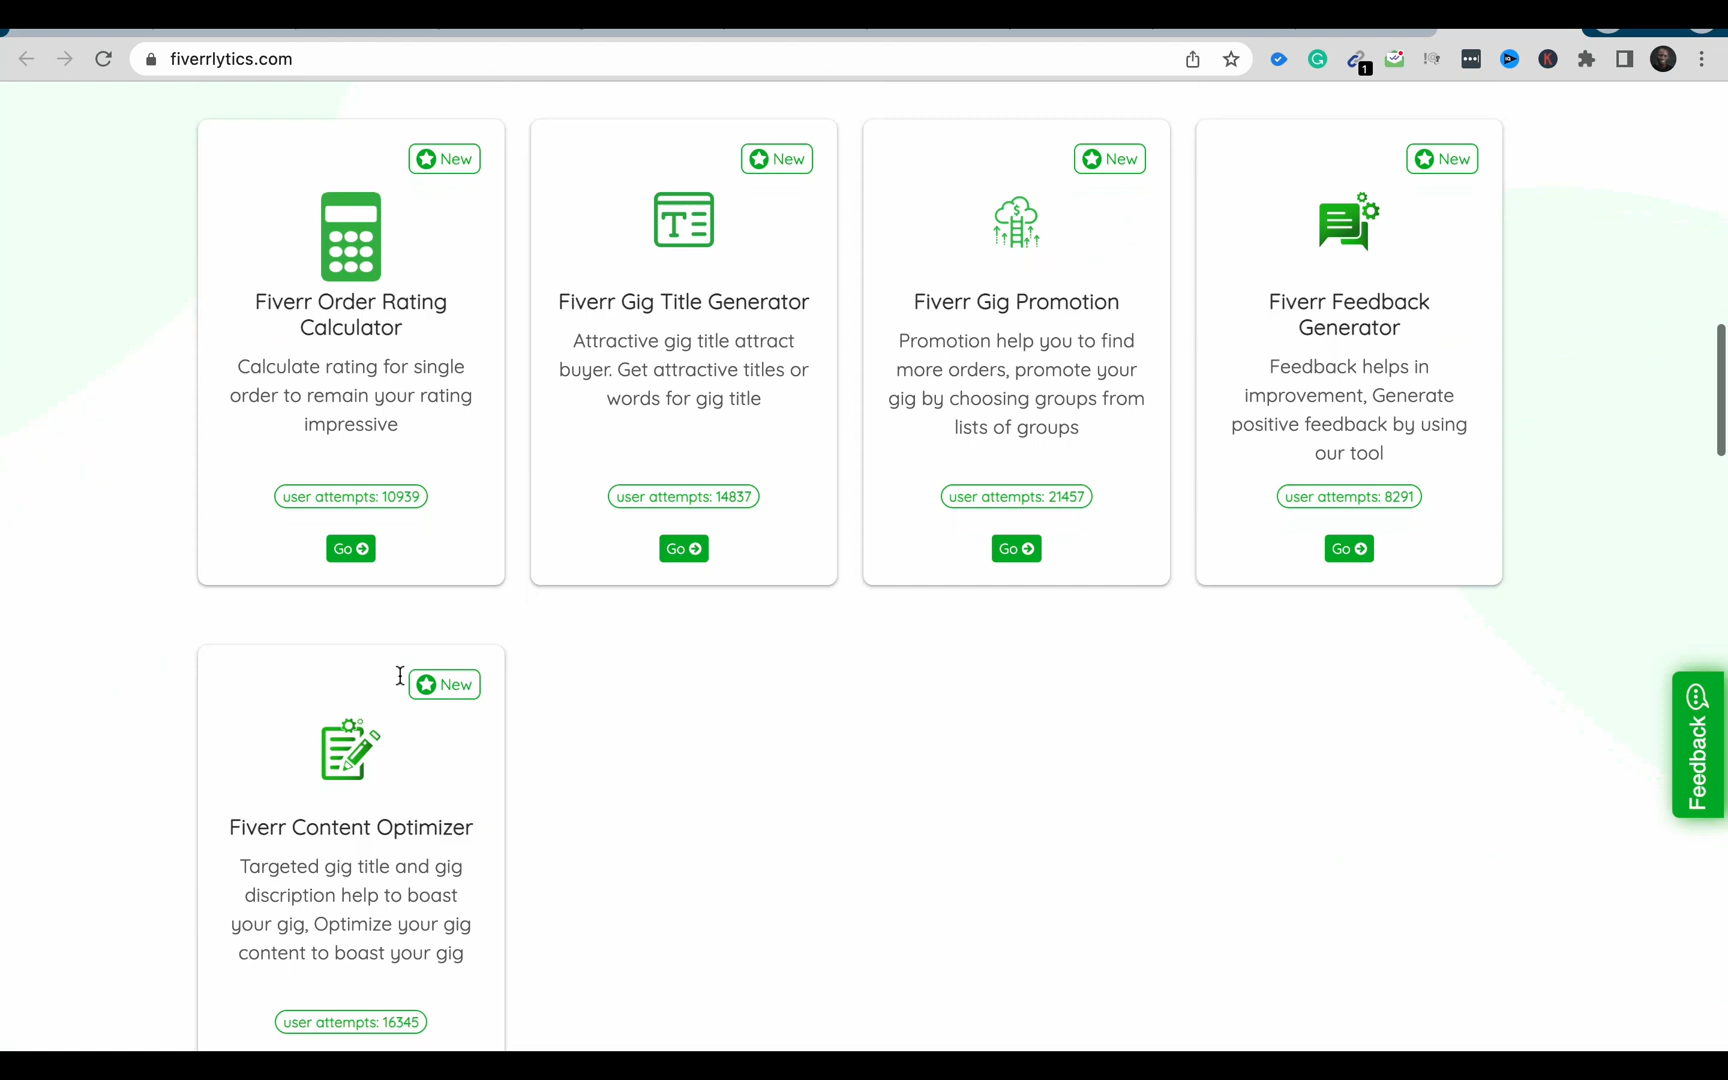 fiverrlytics.com
1
New
Fiverr Order Rating
Calculator
Calculate rating for single
order to remain your rating
impressive
user attempts: 10939
Go
New
Fiverr Gig Title Generator
Attractive gig title attract
buyer. Get attractive titles or
words for gig title
user attempts: 14837
Go
New
Fiverr Gig Promotion
Promotion help you to find
more orders, promote your
gig by choosing groups from
lists of groups
user attempts: 21457
Go
New
Fiverr Feedback
Generator
Feedback helps in
improvement, Generate
positive feedback by using
our tool
user attempts: 8291
Go
New
Fiverr Content Optimizer
Targeted gig title and gig
discription help to boast
your gig, Optimize your gig
content to boast your gig
user attempts: 16345
Feedback